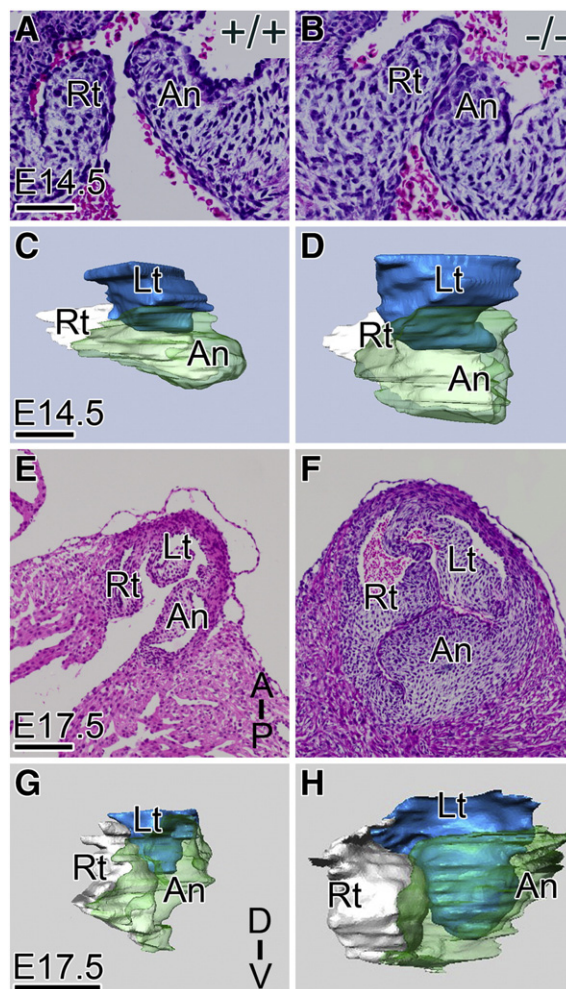 A +/+
Rt An
E14.5
B -/-
Rt An
C
Lt
Rt
An
E14.5
D
Lt
Rt
An
E
Lt
Rt
An
E17.5
A
P
F
Lt
Rt
An
G
Lt
Rt
An
E17.5
D
V
H
Lt
Rt
An